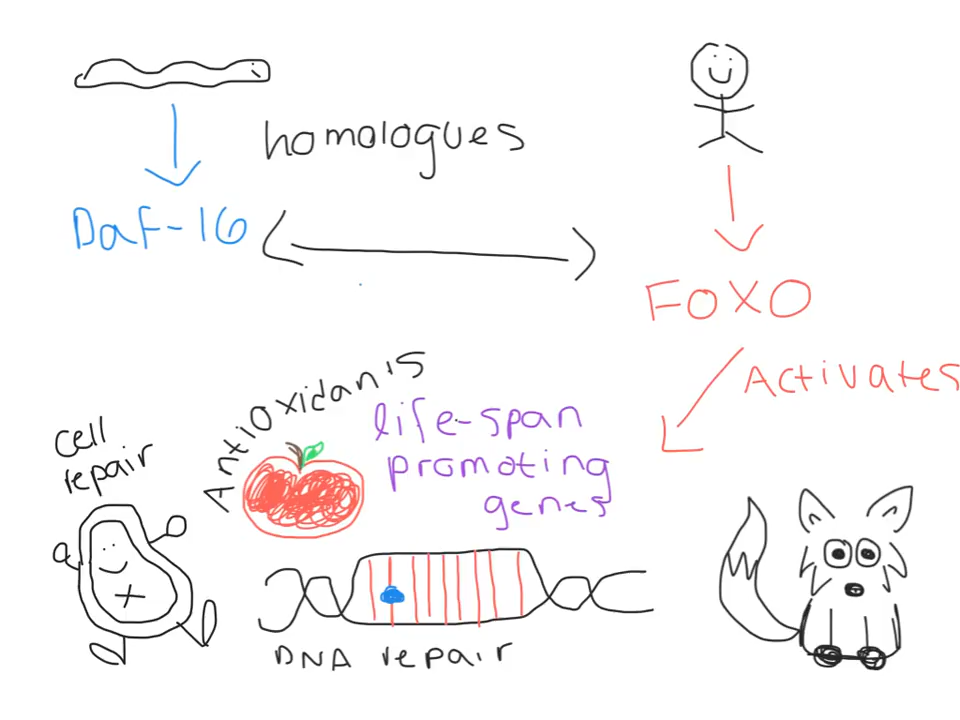 homologues
Daf-16
FOXO
Activates
Antioxidants
life-span
promoting
genes
cell
repair
DNA repair